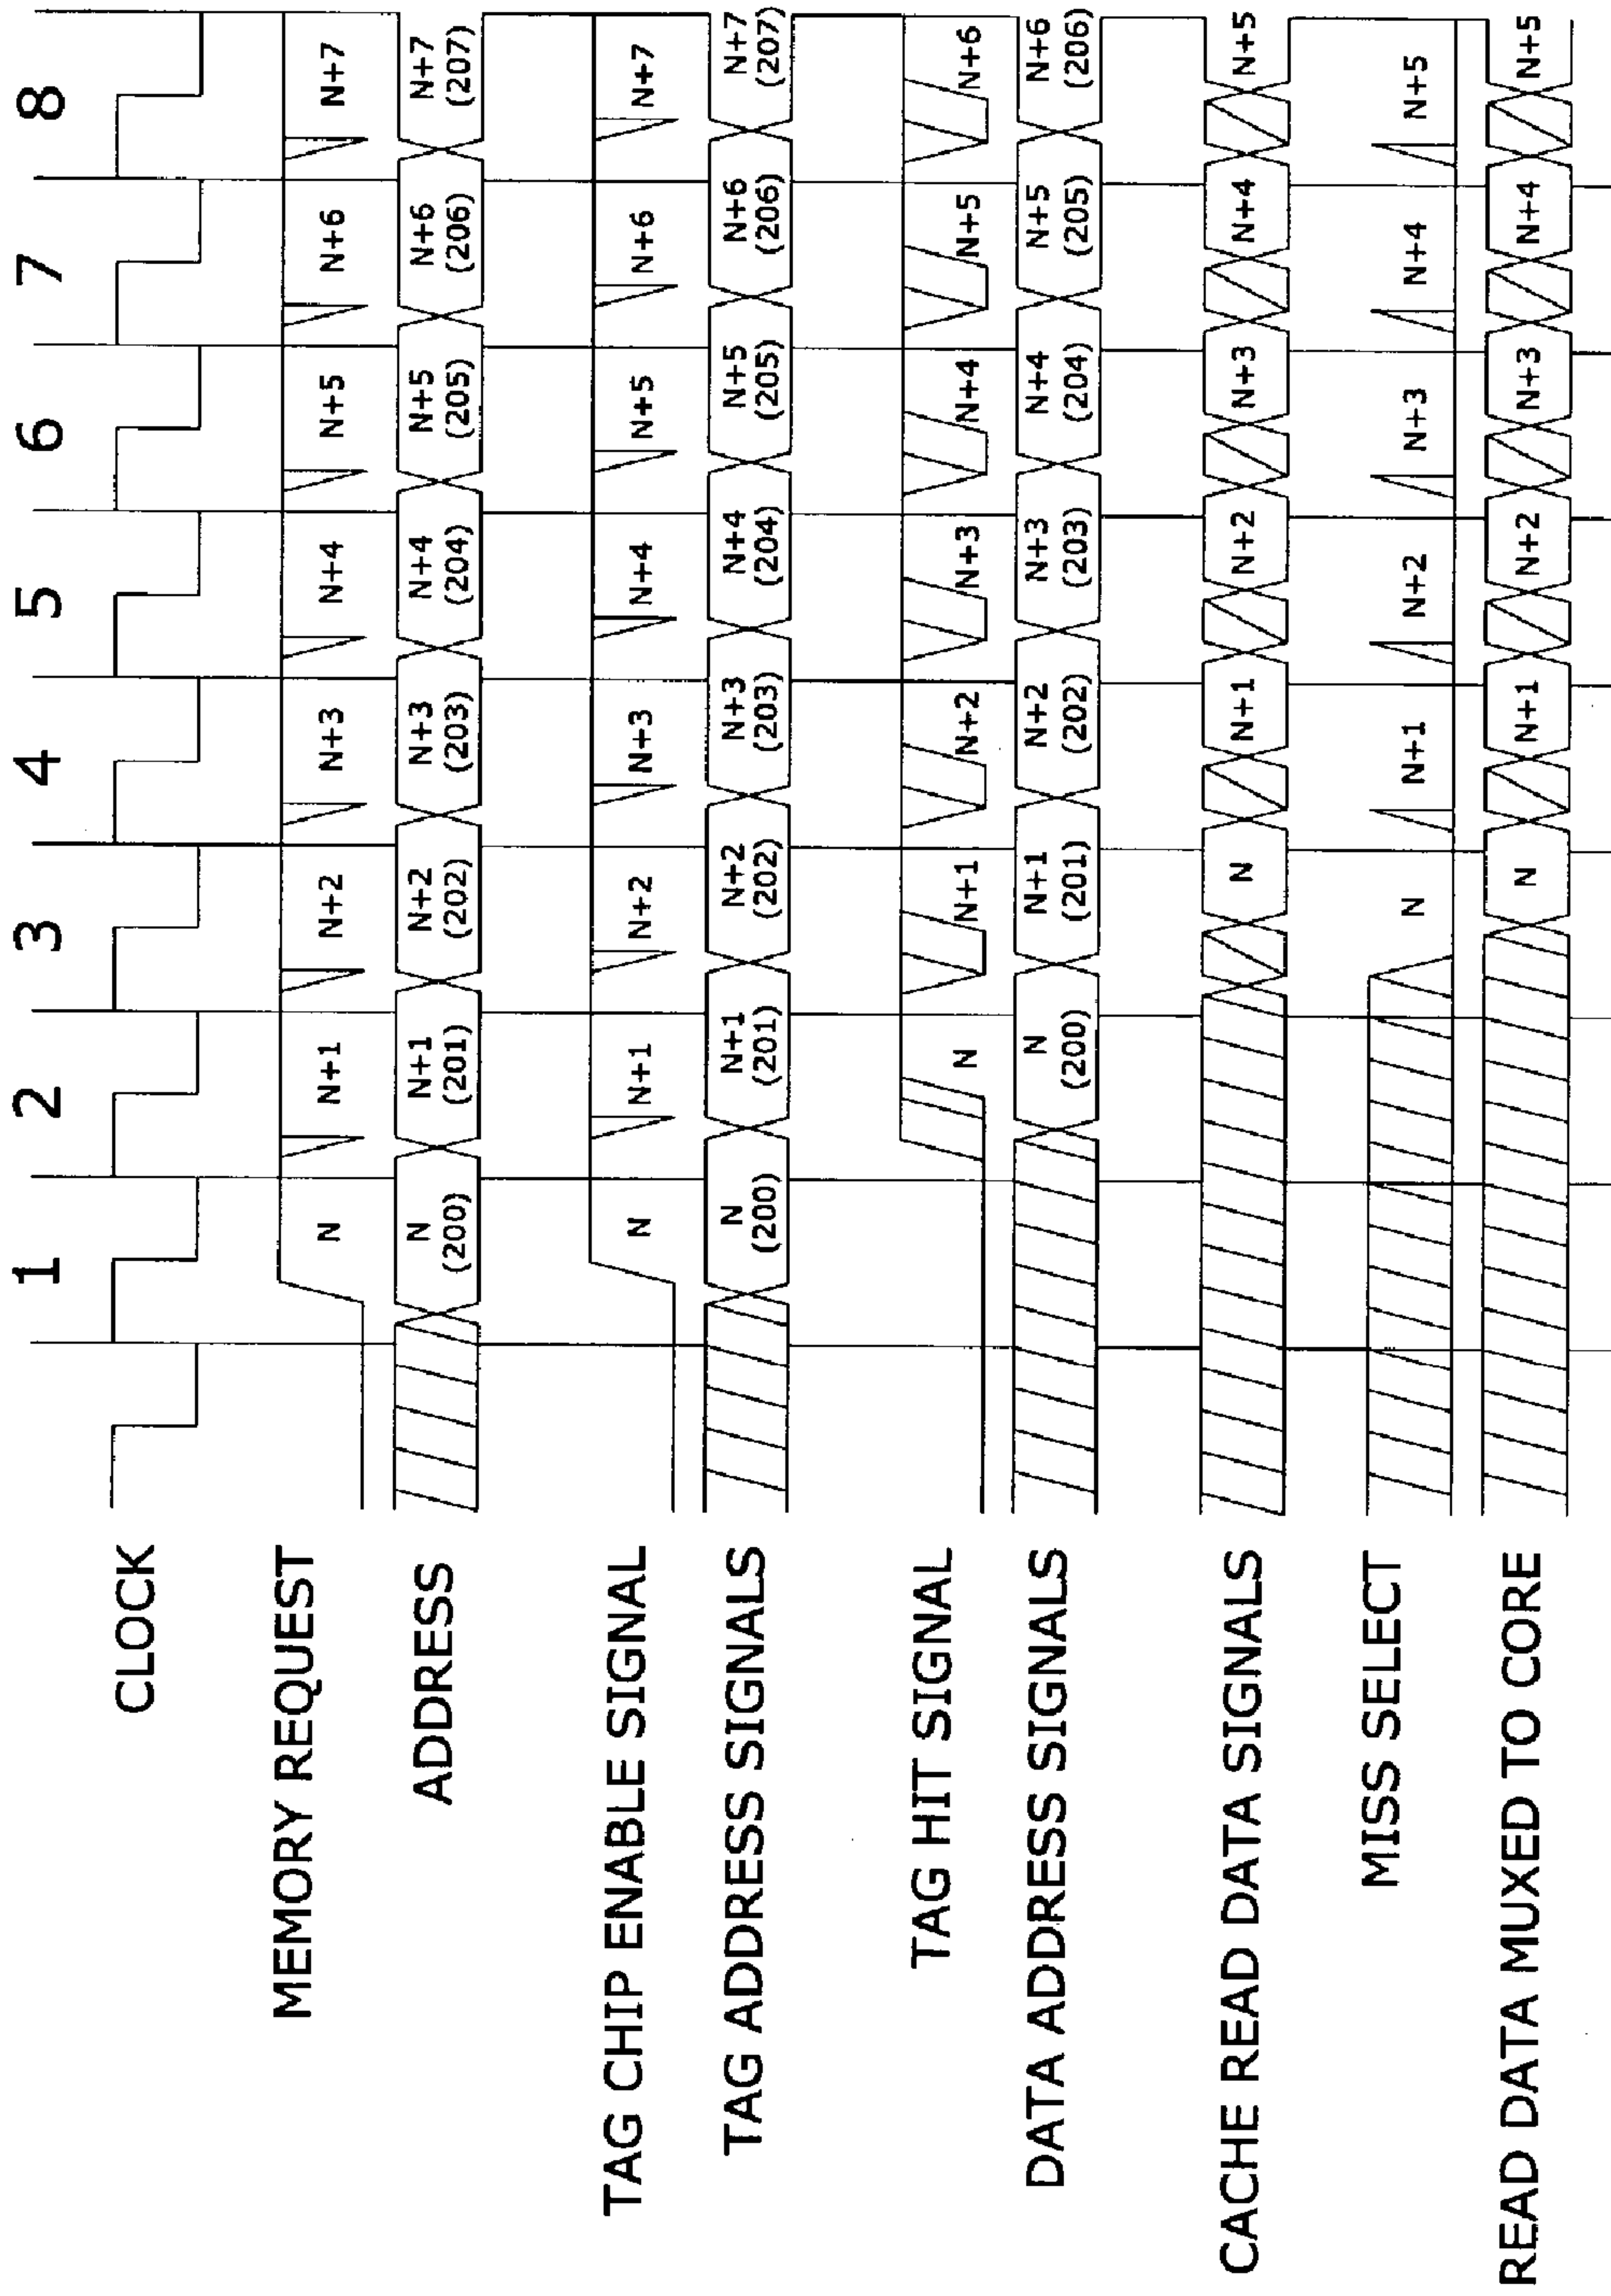 1 2 3 4 5 6 7 8
CLOCK
MEMORY REQUEST
N N+1 N+2 N+3 N+4 N+5 N+6 N+7
ADDRESS
N N+1 N+2 N+3 N+4 N+5 N+6 N+7
(200) (201) (202) (203) (204) (205) (206) (207)
TAG CHIP ENABLE SIGNAL
N N+1 N+2 N+3 N+4 N+5 N+6 N+7
TAG ADDRESS SIGNALS
N N+1 N+2 N+3 N+4 N+5 N+6 N+7
(200) (201) (202) (203) (204) (205) (206) (207)
TAG HIT SIGNAL
N N+1 N+2 N+3 N+4 N+5 N+6
DATA ADDRESS SIGNALS
N N+1 N+2 N+3 N+4 N+5 N+6
(200) (201) (202) (203) (204) (205) (206)
CACHE READ DATA SIGNALS
N N+1 N+2 N+3 N+4 N+5
MISS SELECT
N N+1 N+2 N+3 N+4 N+5
READ DATA MUXED TO CORE
N N+1 N+2 N+3 N+4 N+5